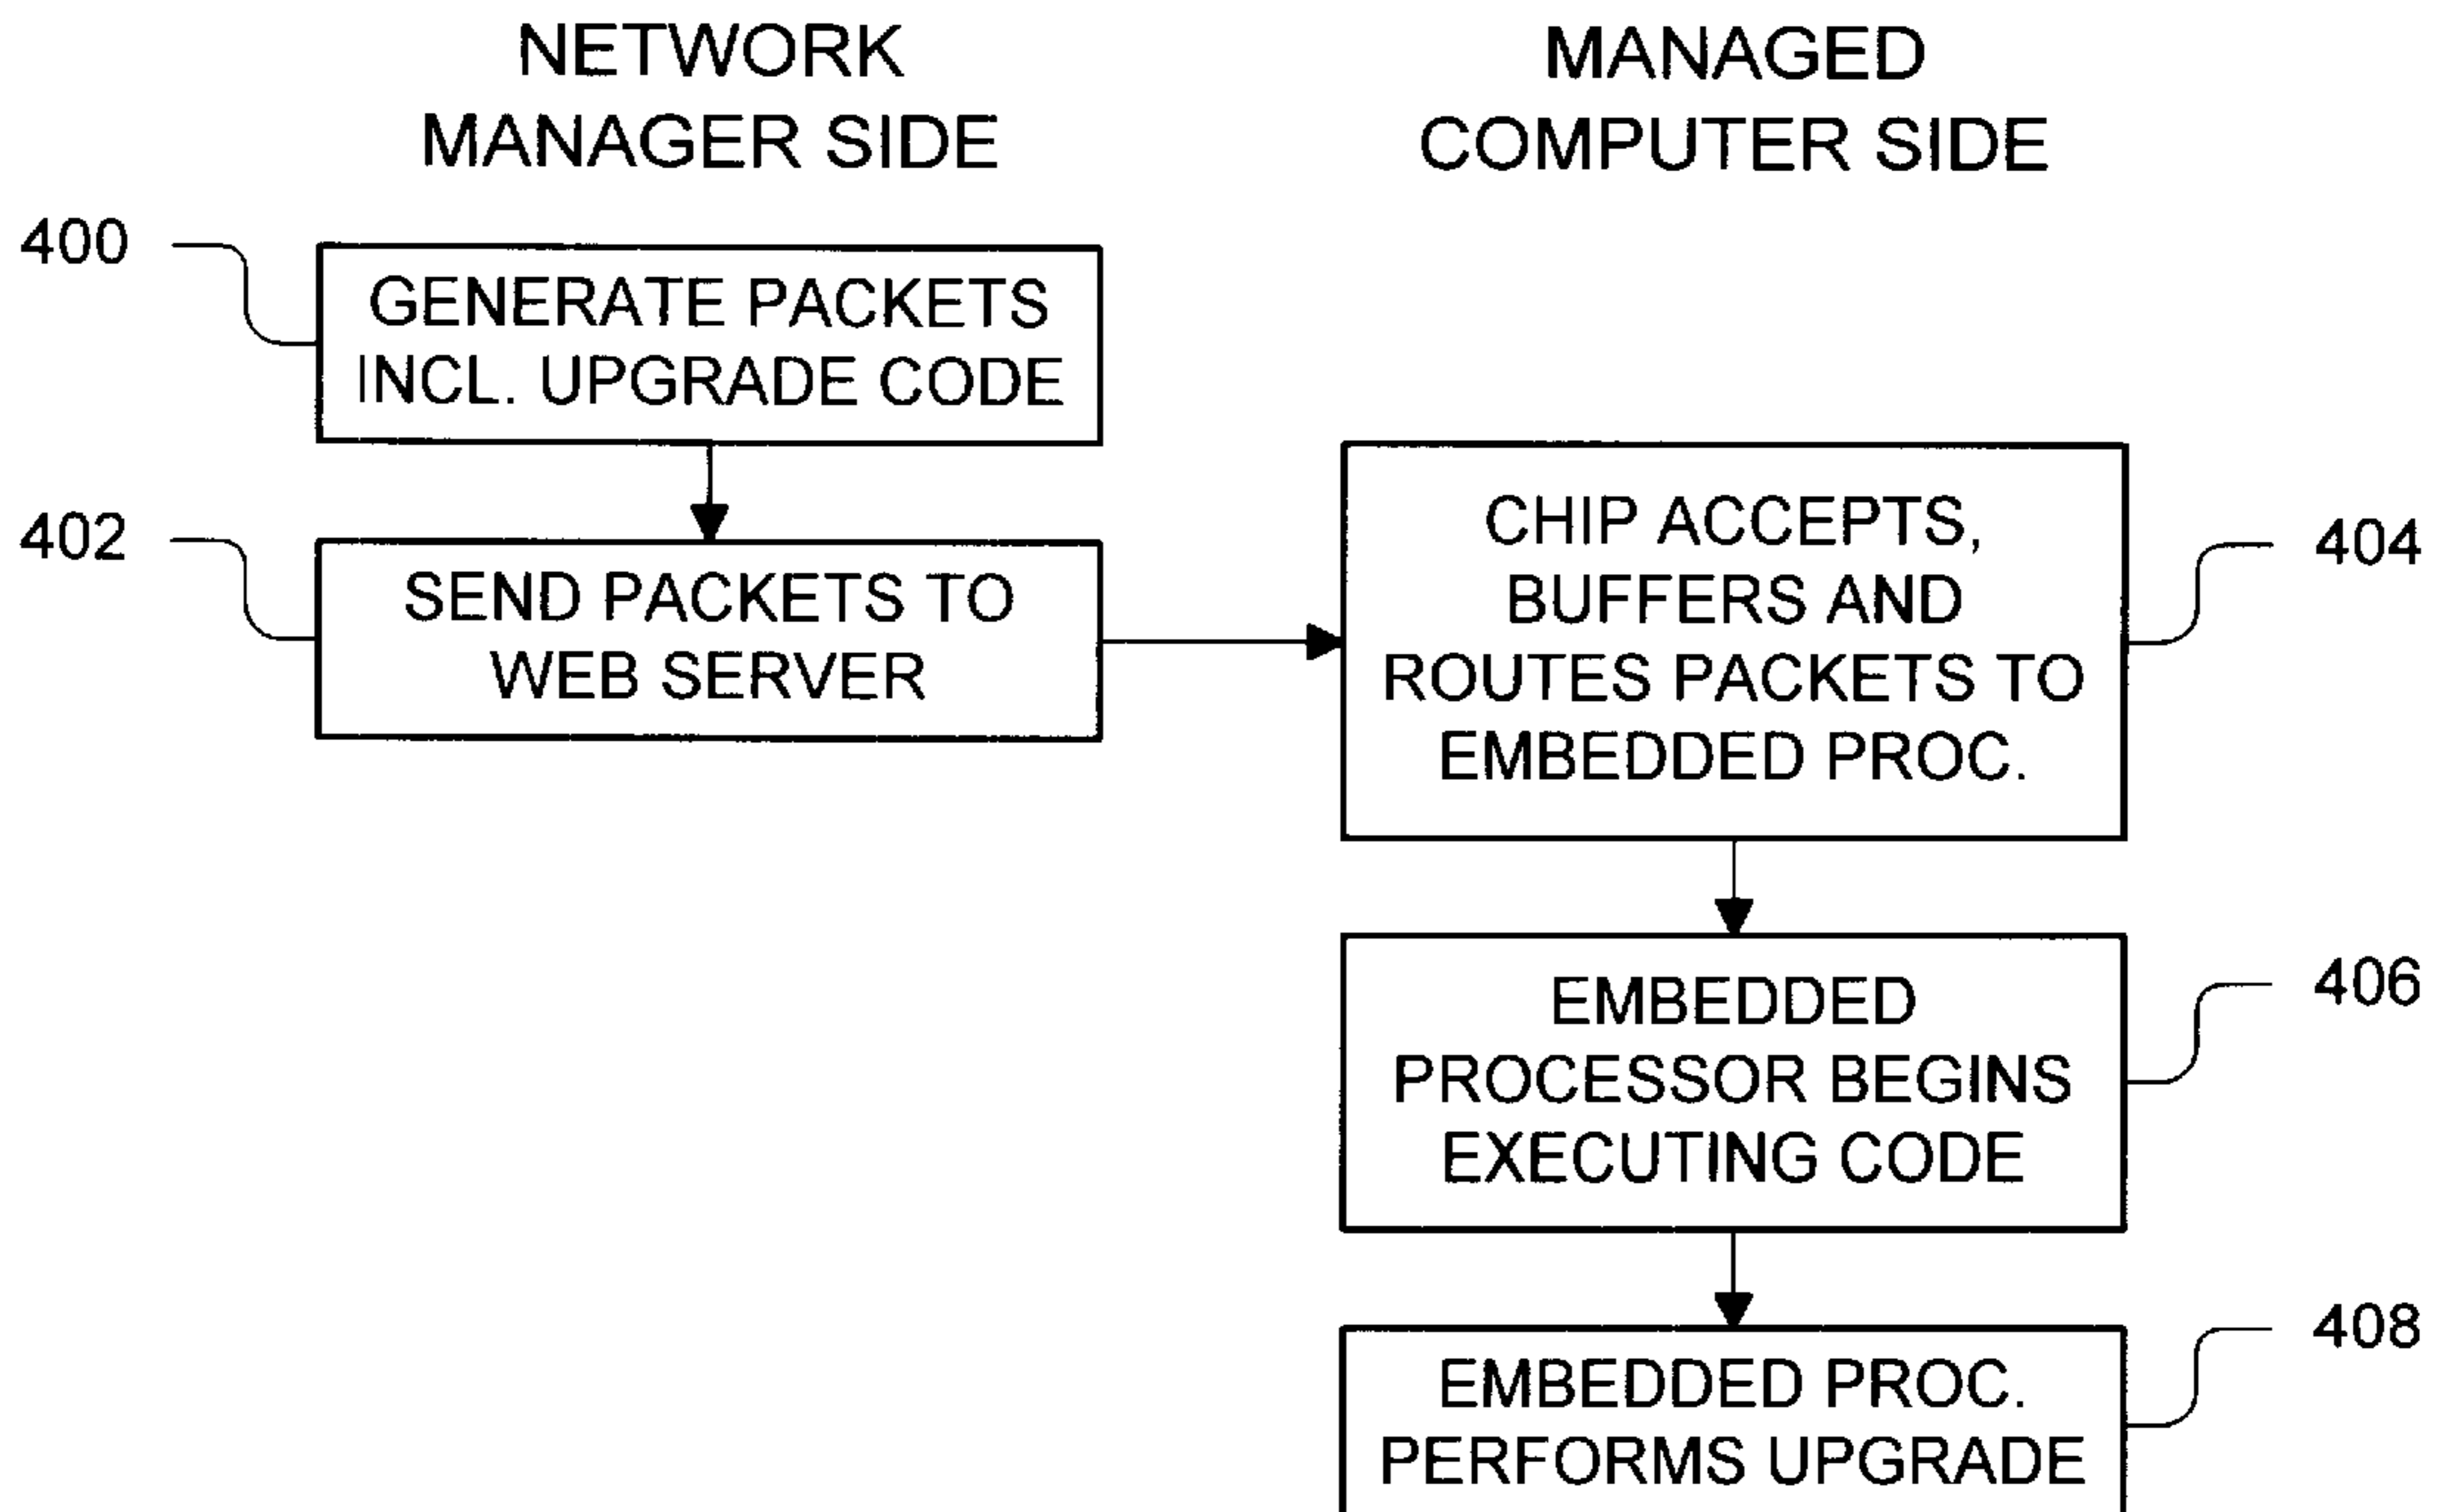 NETWORK
MANAGER SIDE
MANAGED
COMPUTER SIDE
400
GENERATE PACKETS
INCL. UPGRADE CODE
402
SEND PACKETS TO
WEB SERVER
CHIP ACCEPTS,
BUFFERS AND
ROUTES PACKETS TO
EMBEDDED PROC.
404
EMBEDDED
PROCESSOR BEGINS
EXECUTING CODE
406
EMBEDDED PROC.
PERFORMS UPGRADE
408